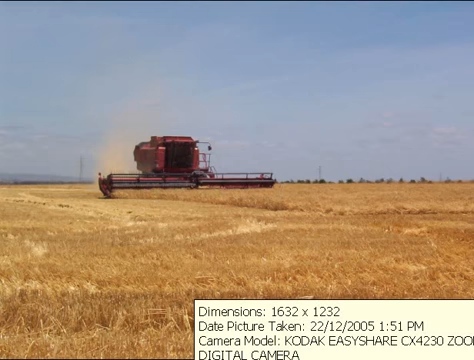 Dimensions: 1632 x 1232
Date Picture Taken: 22/12/2005 1:51 PM
Camera Model: KODAK EASYSHARE CX4230 ZOO
DIGITAL CAMERA